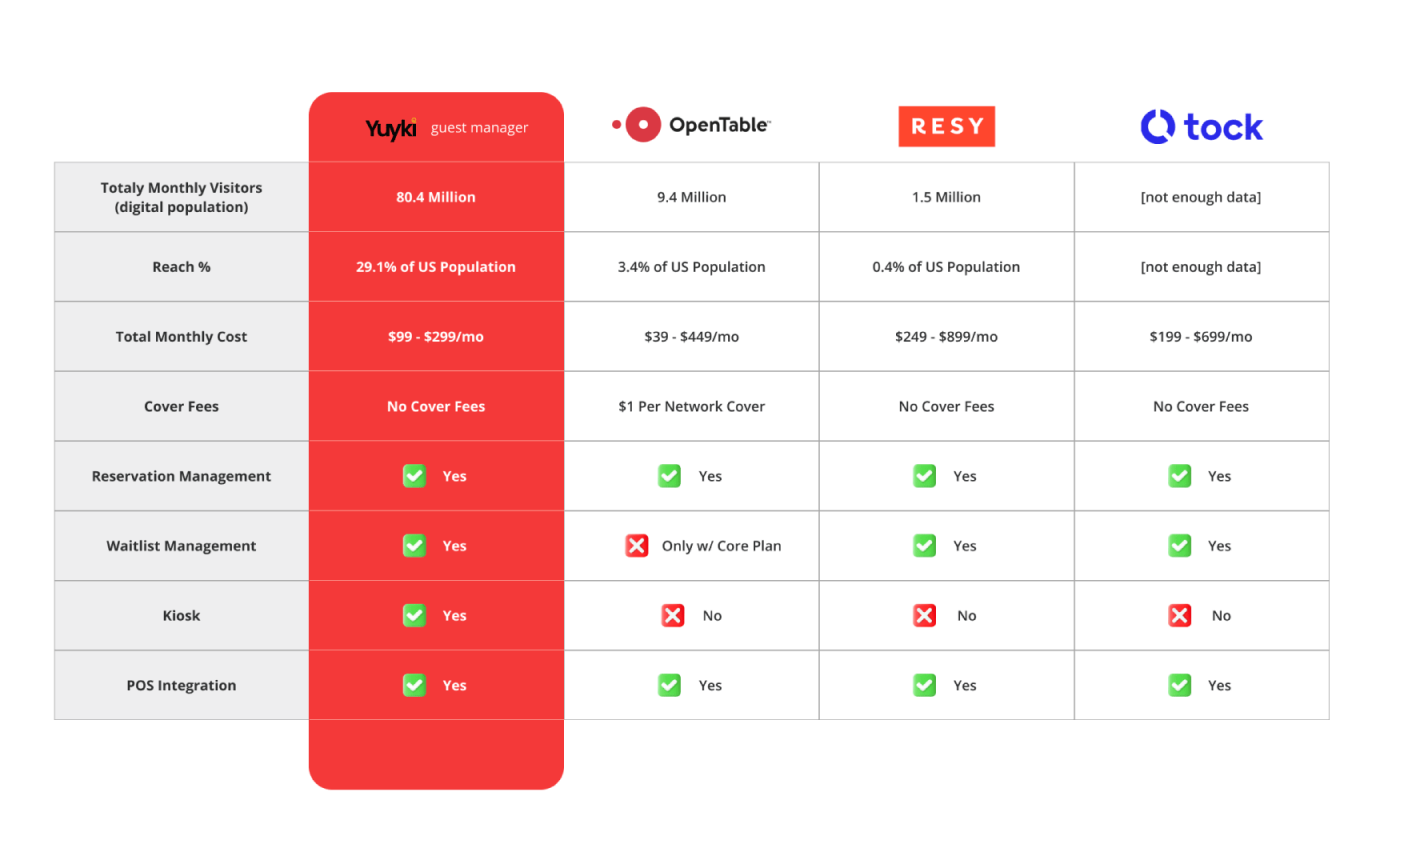 Yuyki guest manager
OpenTable™
RESY
tock
Totaly Monthly Visitors
(digital population)
80.4 Million
9.4 Million
1.5 Million
[not enough data]
Reach %
29.1% of US Population
3.4% of US Population
0.4% of US Population
[not enough data]
Total Monthly Cost
$99 - $299/mo
$39 - $449/mo
$249 - $899/mo
$199 - $699/mo
Cover Fees
No Cover Fees
$1 Per Network Cover
No Cover Fees
No Cover Fees
Reservation Management
Yes
Yes
Yes
Yes
Waitlist Management
Yes
Only w/ Core Plan
Yes
Yes
Kiosk
Yes
No
No
No
POS Integration
Yes
Yes
Yes
Yes